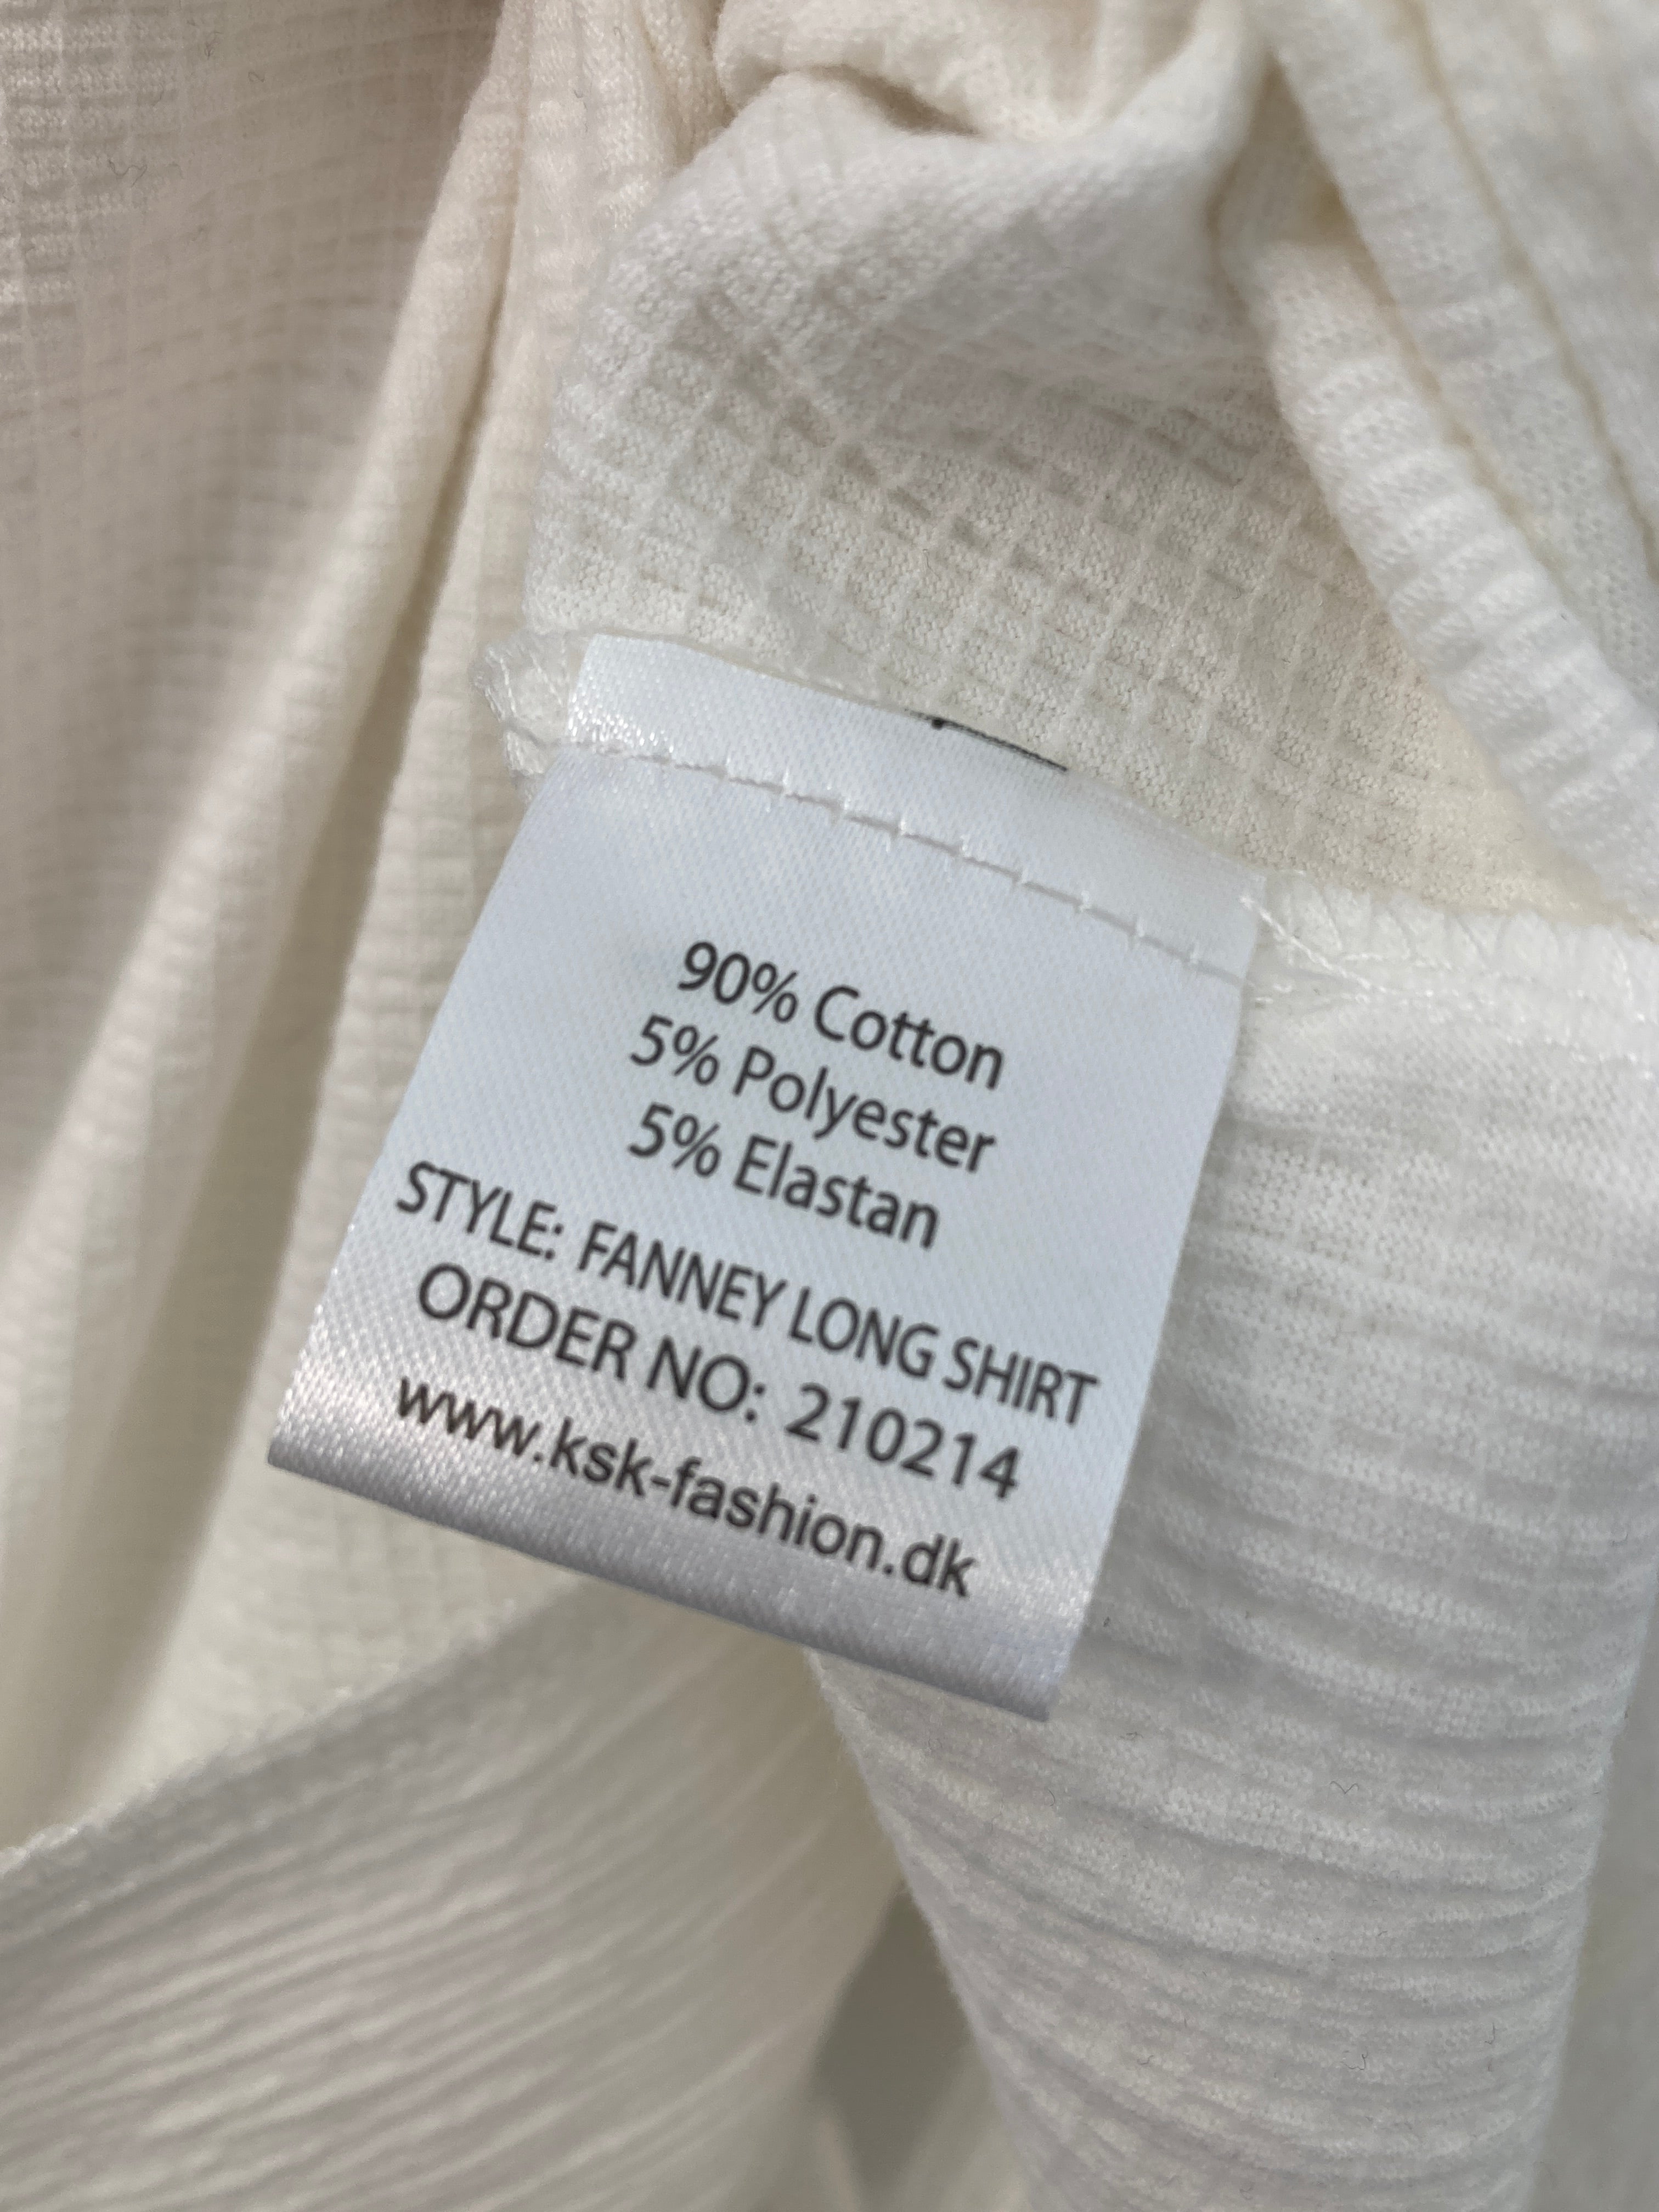 90% Cotton
5% Polyester
5% Elastan
STYLE: FANNEY LONG SHIRT
ORDER NO: 210214
www.ksk-fashion.dk